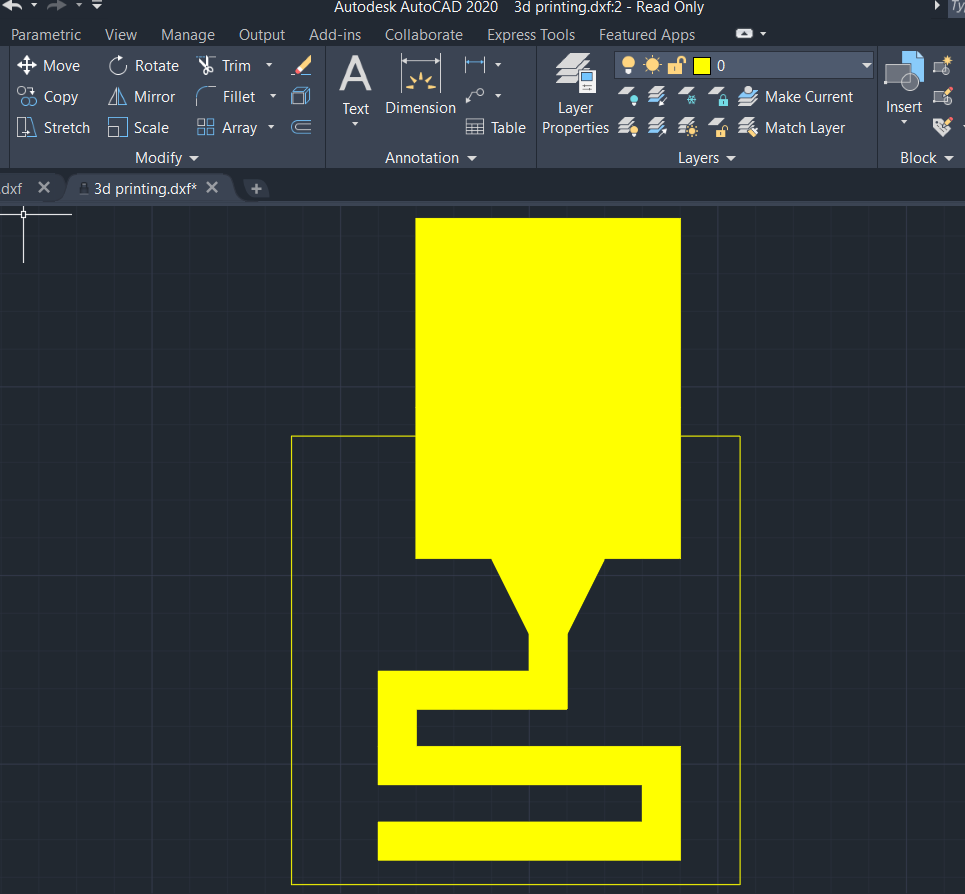 Autodesk AutoCAD 2020 3d printing.dxf:2 - Read Only
Parametric View Manage Output Add-ins Collaborate Express Tools Featured Apps
Move Rotate Trim
Copy Mirror Fillet
Stretch Scale Array
Modify
Text
Dimension
Table
Annotation
Layer
Properties
0
Make Current
Match Layer
Layers
Insert
Block
.dxf 3d printing.dxf*